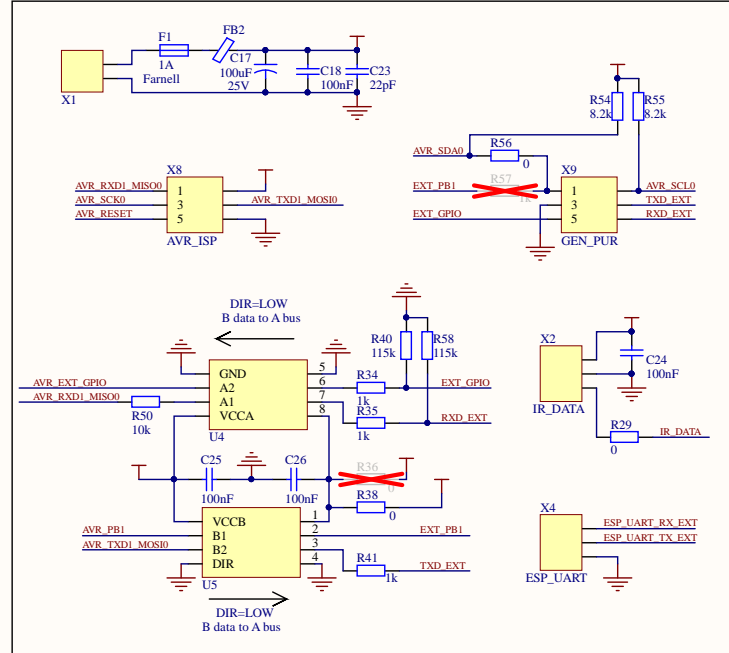 F1
1A
Farnell
FB2
C17
100uF
25V
C18
100nF
C23
22pF
X1
R54
8.2k
R55
8.2k
AVR_SDA0
R56
0
X8
AVR_RXD1_MISO0
AVR_SCK0
AVR_RESET
1
3
5
AVR_TXD1_MOSI0
AVR_ISP
X9
EXT_PB1
R57
1k
EXT_GPIO
1
3
5
AVR_SCL0
TXD_EXT
RXD_EXT
GEN_PUR
DIR=LOW
B data to A bus
R40
115k
R58
115k
X2
C24
100nF
IR_DATA
R29
0
IR_DATA
GND
A2
A1
VCCA
5
6
7
8
AVR_EXT_GPIO
AVR_RXD1_MISO0
R50
10k
U4
R34
1k
R35
1k
EXT_GPIO
RXD_EXT
C25
100nF
C26
100nF
R36
0
R38
0
VCCB
B1
B2
DIR
1
2
3
4
AVR_PB1
AVR_TXD1_MOSI0
EXT_PB1
R41
1k
TXD_EXT
U5
DIR=LOW
B data to A bus
X4
ESP_UART_RX_EXT
ESP_UART_TX_EXT
ESP_UART